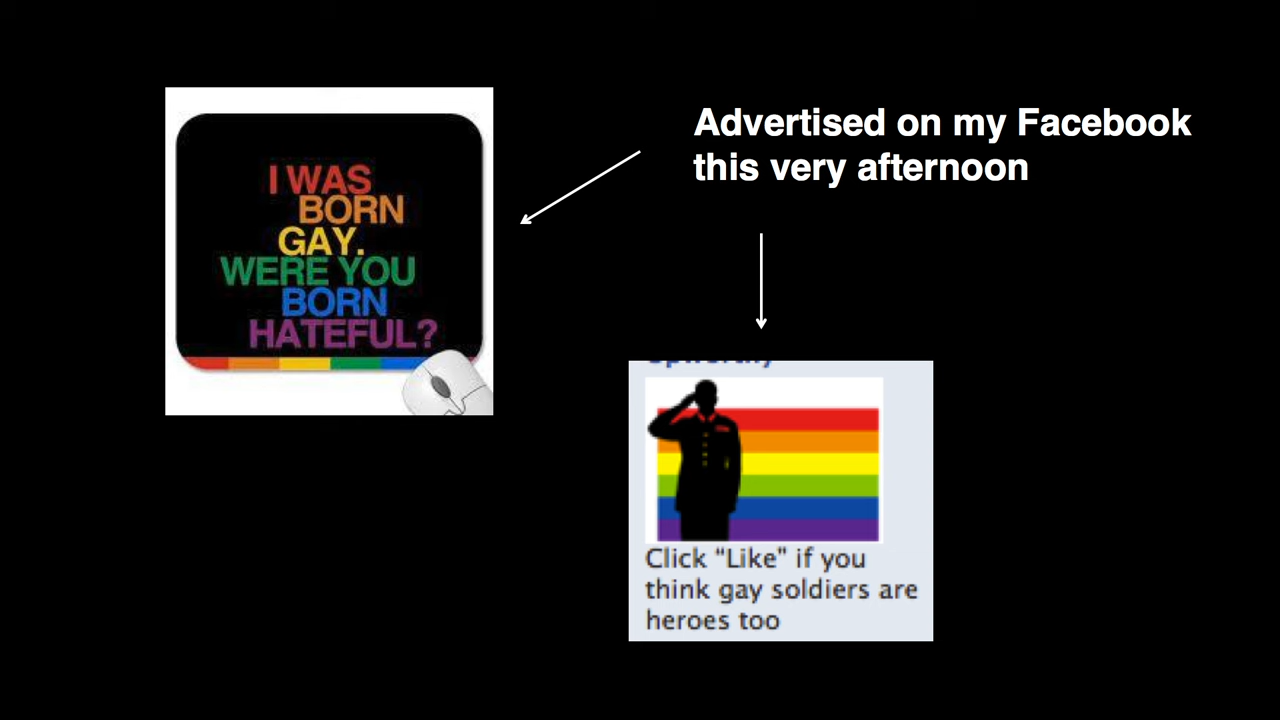 I WAS
BORN
GAY.
WERE YOU
BORN
HATEFUL?
Advertised on my Facebook
this very afternoon
Upworthy
Click “Like” if you
think gay soldiers are
heroes too